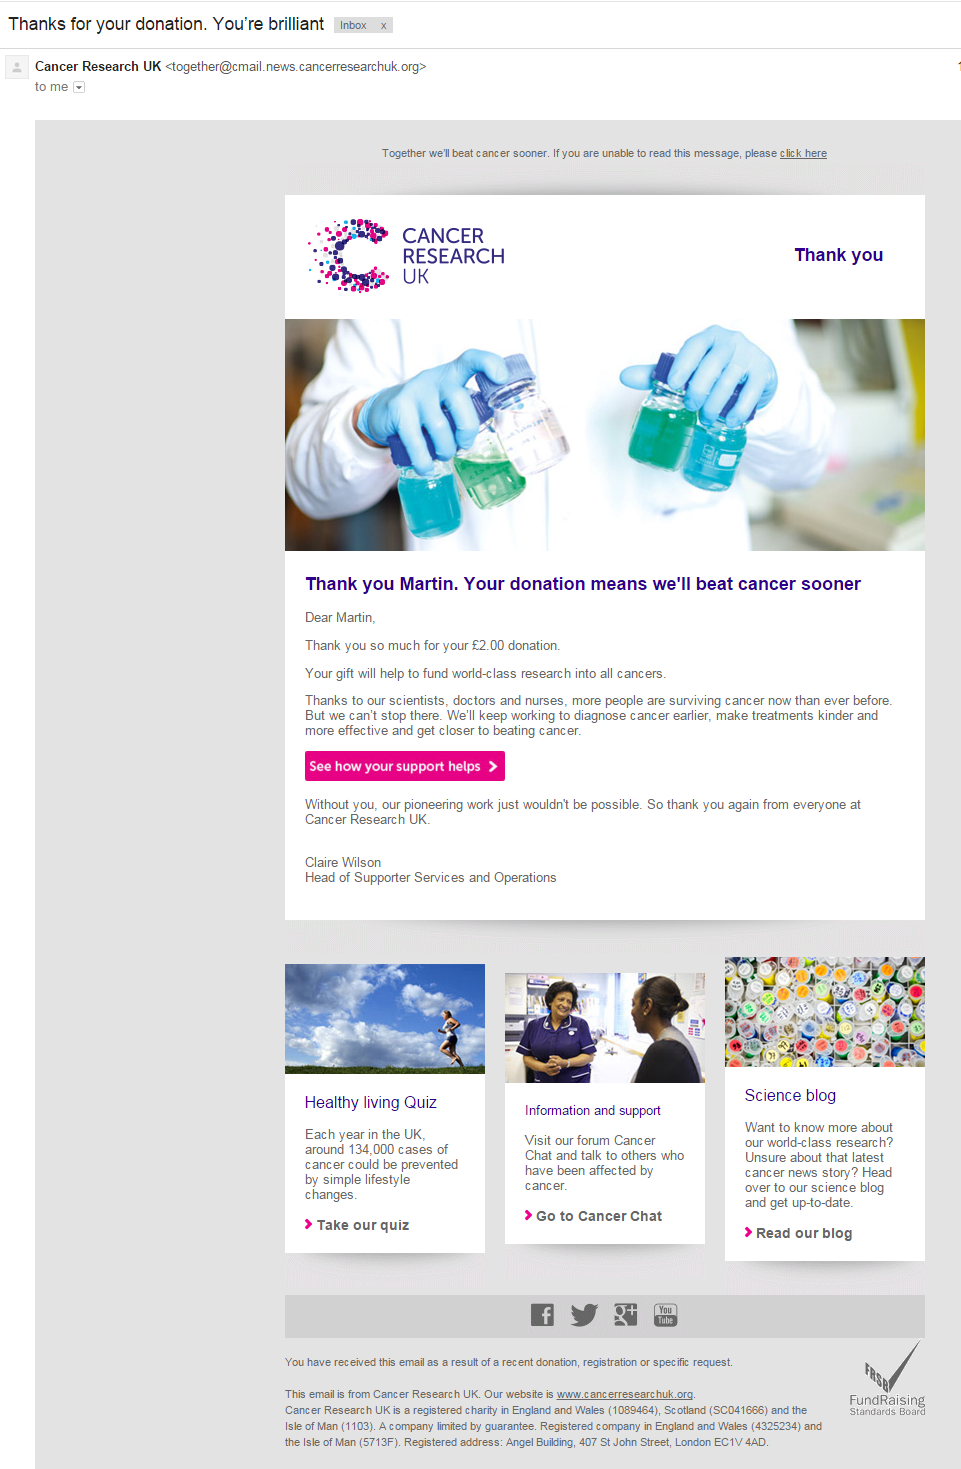 Thanks for your donation. You're brilliant Inbox x
Cancer Research UK <together@cmail.news.cancerresearchuk.org>
to me
Together we'll beat cancer sooner. If you are unable to read this message, please click here
CANCER
RESEARCH
UK
Thank you
Thank you Martin. Your donation means we'll beat cancer sooner
Dear Martin,
Thank you so much for your £2.00 donation.
Your gift will help to fund world-class research into all cancers.
Thanks to our scientists, doctors and nurses, more people are surviving cancer now than ever before.
But we can't stop there. We'll keep working to diagnose cancer earlier, make treatments kinder and
more effective and get closer to beating cancer.
See how your support helps
Without you, our pioneering work just wouldn't be possible. So thank you again from everyone at
Cancer Research UK.
Claire Wilson
Head of Supporter Services and Operations
Healthy living Quiz
Each year in the UK,
around 134,000 cases of
cancer could be prevented
by simple lifestyle
changes.
Take our quiz
Information and support
Visit our forum Cancer
Chat and talk to others who
have been affected by
cancer.
Go to Cancer Chat
Science blog
Want to know more about
our world-class research?
Unsure about that latest
cancer news story? Head
over to our science blog
and get up-to-date.
Read our blog
You Tube
You have received this email as a result of a recent donation, registration or specific request.
This email is from Cancer Research UK. Our website is www.cancerresearchuk.org.
Cancer Research UK is a registered charity in England and Wales (1089464), Scotland (SC041666) and the
Isle of Man (1103). A company limited by guarantee. Registered company in England and Wales (4325234) and
the Isle of Man (5713F). Registered address: Angel Building, 407 St John Street, London EC1V 4AD.
FRSB
FundRaising
Standards Board